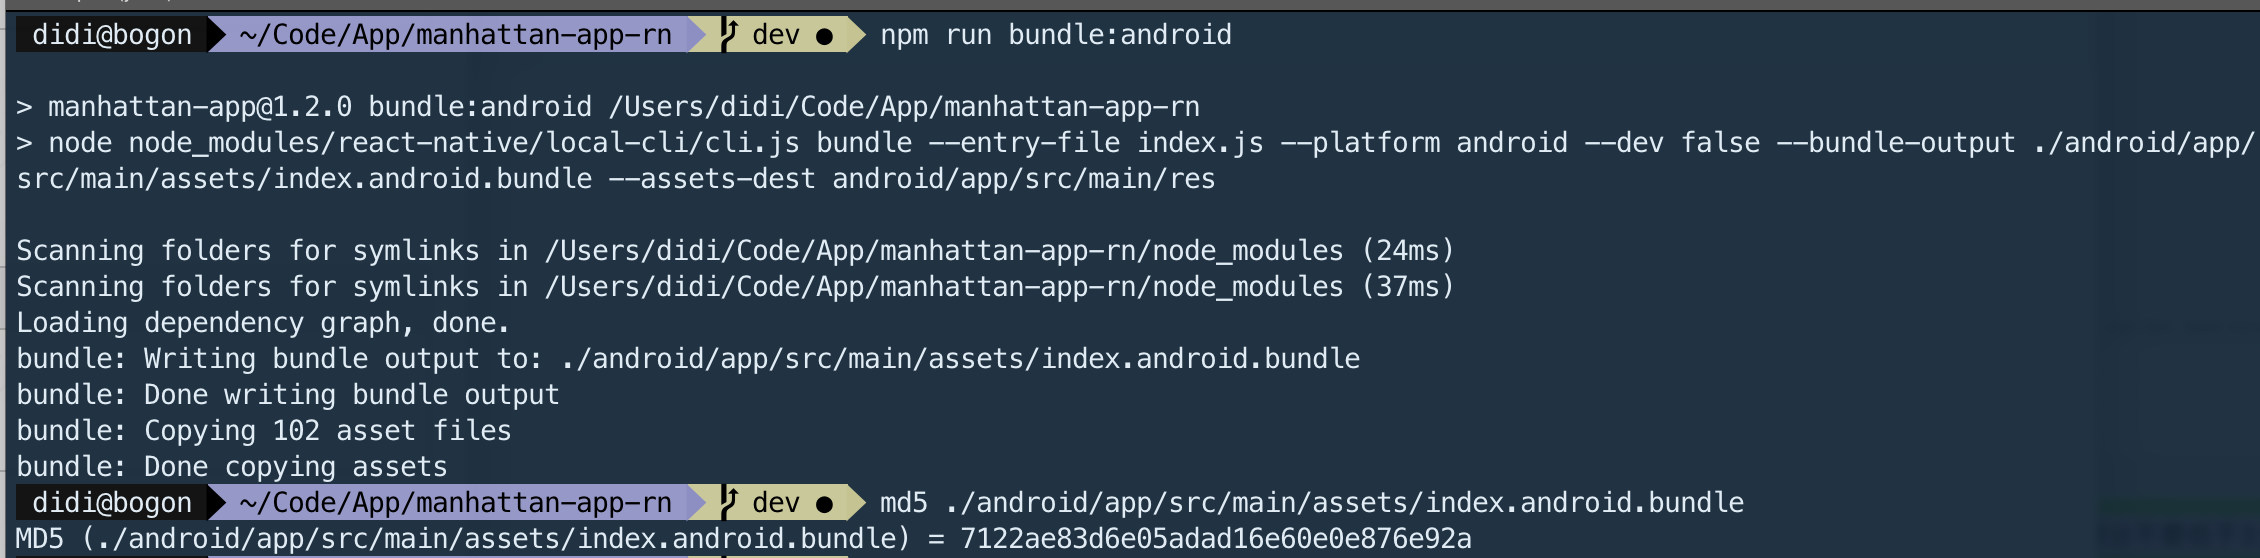 didi@bogon ~/Code/App/manhattan-app-rn dev ● npm run bundle:android
> manhattan-app@1.2.0 bundle:android /Users/didi/Code/App/manhattan-app-rn
> node node_modules/react-native/local-cli/cli.js bundle --entry-file index.js --platform android --dev false --bundle-output ./android/app/
src/main/assets/index.android.bundle --assets-dest android/app/src/main/res
Scanning folders for symlinks in /Users/didi/Code/App/manhattan-app-rn/node_modules (24ms)
Scanning folders for symlinks in /Users/didi/Code/App/manhattan-app-rn/node_modules (37ms)
Loading dependency graph, done.
bundle: Writing bundle output to: ./android/app/src/main/assets/index.android.bundle
bundle: Done writing bundle output
bundle: Copying 102 asset files
bundle: Done copying assets
didi@bogon ~/Code/App/manhattan-app-rn dev ● md5 ./android/app/src/main/assets/index.android.bundle
MD5 (./android/app/src/main/assets/index.android.bundle) = 7122ae83d6e05adad16e60e0e876e92a